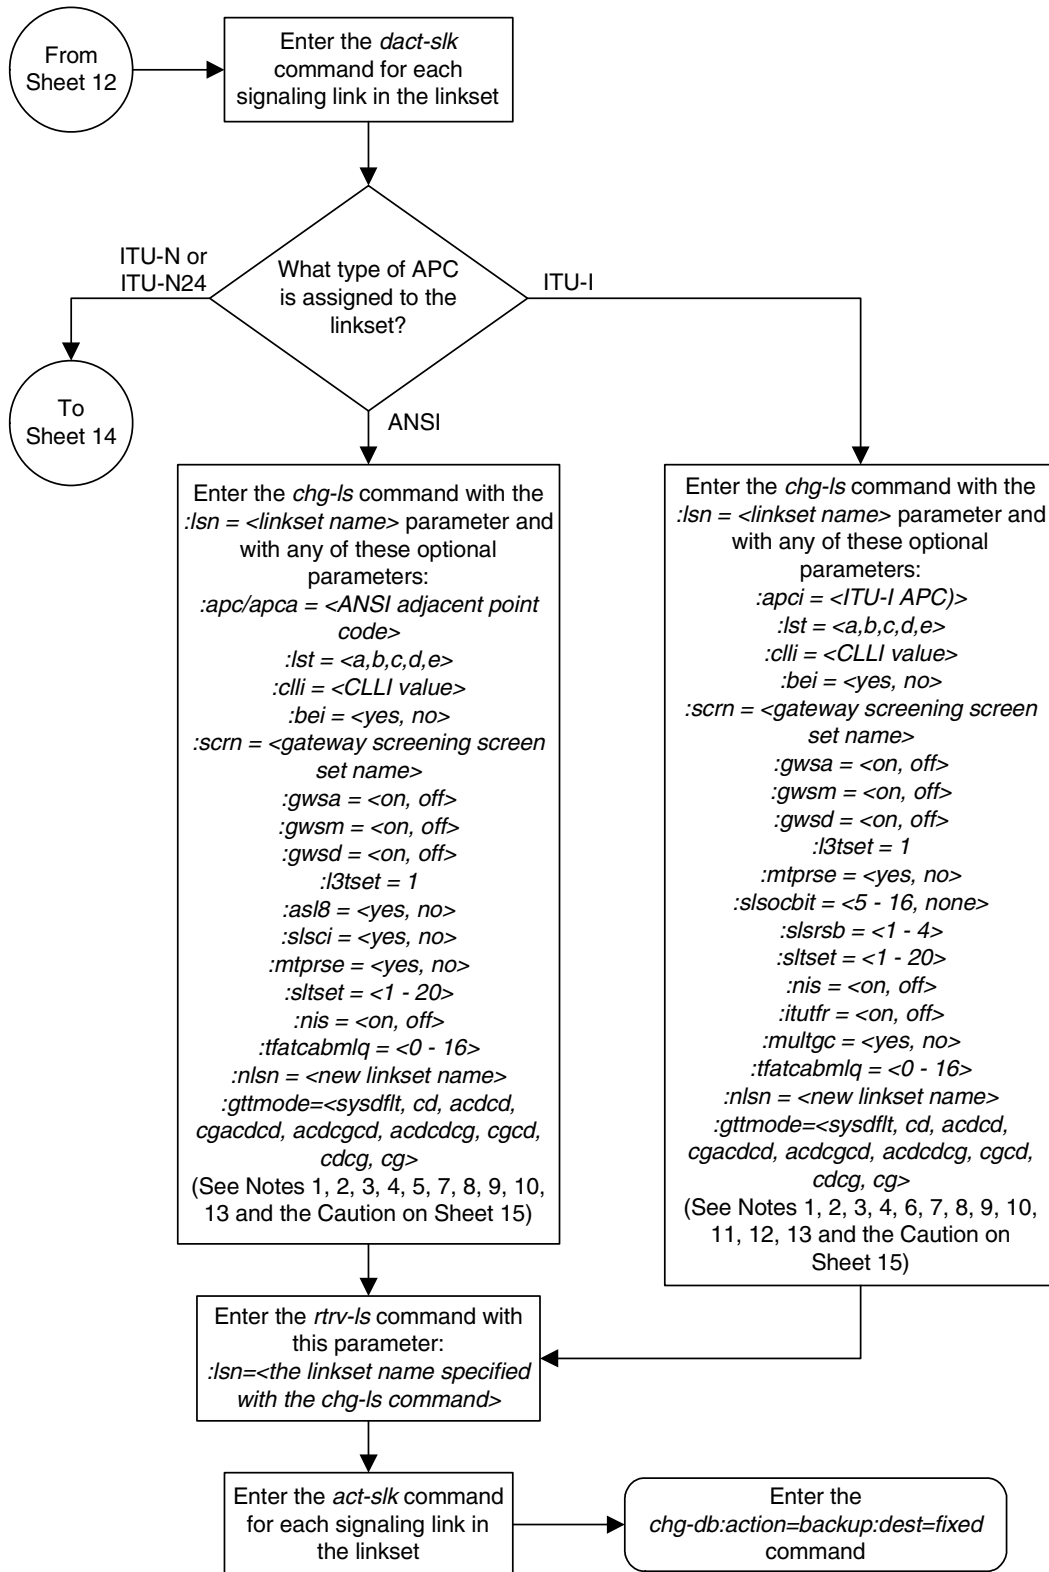 From
Sheet 12
Enter the dact-slk
command for each
signaling link in the linkset
ITU-N or
ITU-N24
What type of APC
is assigned to the
linkset?
ITU-I
To
Sheet 14
ANSI
Enter the chg-ls command with the
:lsn = <linkset name> parameter and
with any of these optional
parameters:
:apc/apca = <ANSI adjacent point
code>
:lst = <a,b,c,d,e>
:clli = <CLLI value>
:bei = <yes, no>
:scrn = <gateway screening screen
set name>
:gwsa = <on, off>
:gwsm = <on, off>
:gwsd = <on, off>
:l3tset = 1
:asl8 = <yes, no>
:slsci = <yes, no>
:mtprse = <yes, no>
:sltset = <1 - 20>
:nis = <on, off>
:tfatcabmlq = <0 - 16>
:nlsn = <new linkset name>
:gttmode=<sysdflt, cd, acdcd,
cgacdcd, acdcgcd, acdcdcg, cgcd,
cdcg, cg>
(See Notes 1, 2, 3, 4, 5, 7, 8, 9, 10,
13 and the Caution on Sheet 15)
Enter the chg-ls command with the
:lsn = <linkset name> parameter and
with any of these optional
parameters:
:apci = <ITU-I APC)>
:lst = <a,b,c,d,e>
:clli = <CLLI value>
:bei = <yes, no>
:scrn = <gateway screening screen
set name>
:gwsa = <on, off>
:gwsm = <on, off>
:gwsd = <on, off>
:l3tset = 1
:mtprse = <yes, no>
:slsocbit = <5 - 16, none>
:slsrsb = <1 - 4>
:sltset = <1 - 20>
:nis = <on, off>
:itutfr = <on, off>
:multgc = <yes, no>
:tfatcabmlq = <0 - 16>
:nlsn = <new linkset name>
:gttmode=<sysdflt, cd, acdcd,
cgacdcd, acdcgcd, acdcdcg, cgcd,
cdcg, cg>
(See Notes 1, 2, 3, 4, 6, 7, 8, 9, 10,
11, 12, 13 and the Caution on
Sheet 15)
Enter the rtrv-ls command with
this parameter:
:lsn=<the linkset name specified
with the chg-ls command>
Enter the act-slk command
for each signaling link in
the linkset
Enter the
chg-db:action=backup:dest=fixed
command